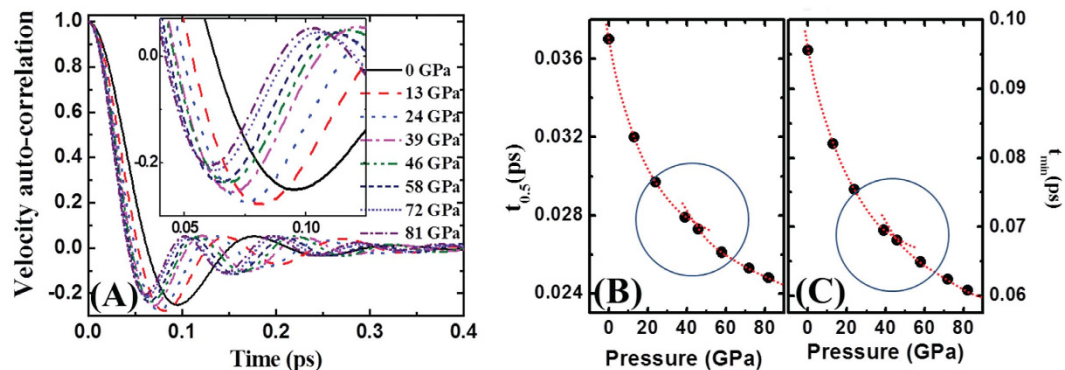 Velocity auto-correlation
1.0
0.8
0.6
0.4
0.2
0.0
-0.2
0.0
-0.2
0.05
0.10
0 GPa
13 GPa
24 GPa
39 GPa
46 GPa
58 GPa
72 GPa
81 GPa
(A)
0.0
0.1
0.2
0.3
0.4
Time (ps)
t0.5(ps)
0.036
0.032
0.028
0.024
(B)
0
20
40
60
80
Pressure (GPa)
(C)
0
20
40
60
80
Pressure (GPa)
0.10
0.09
0.08
0.07
0.06
t min (ps)